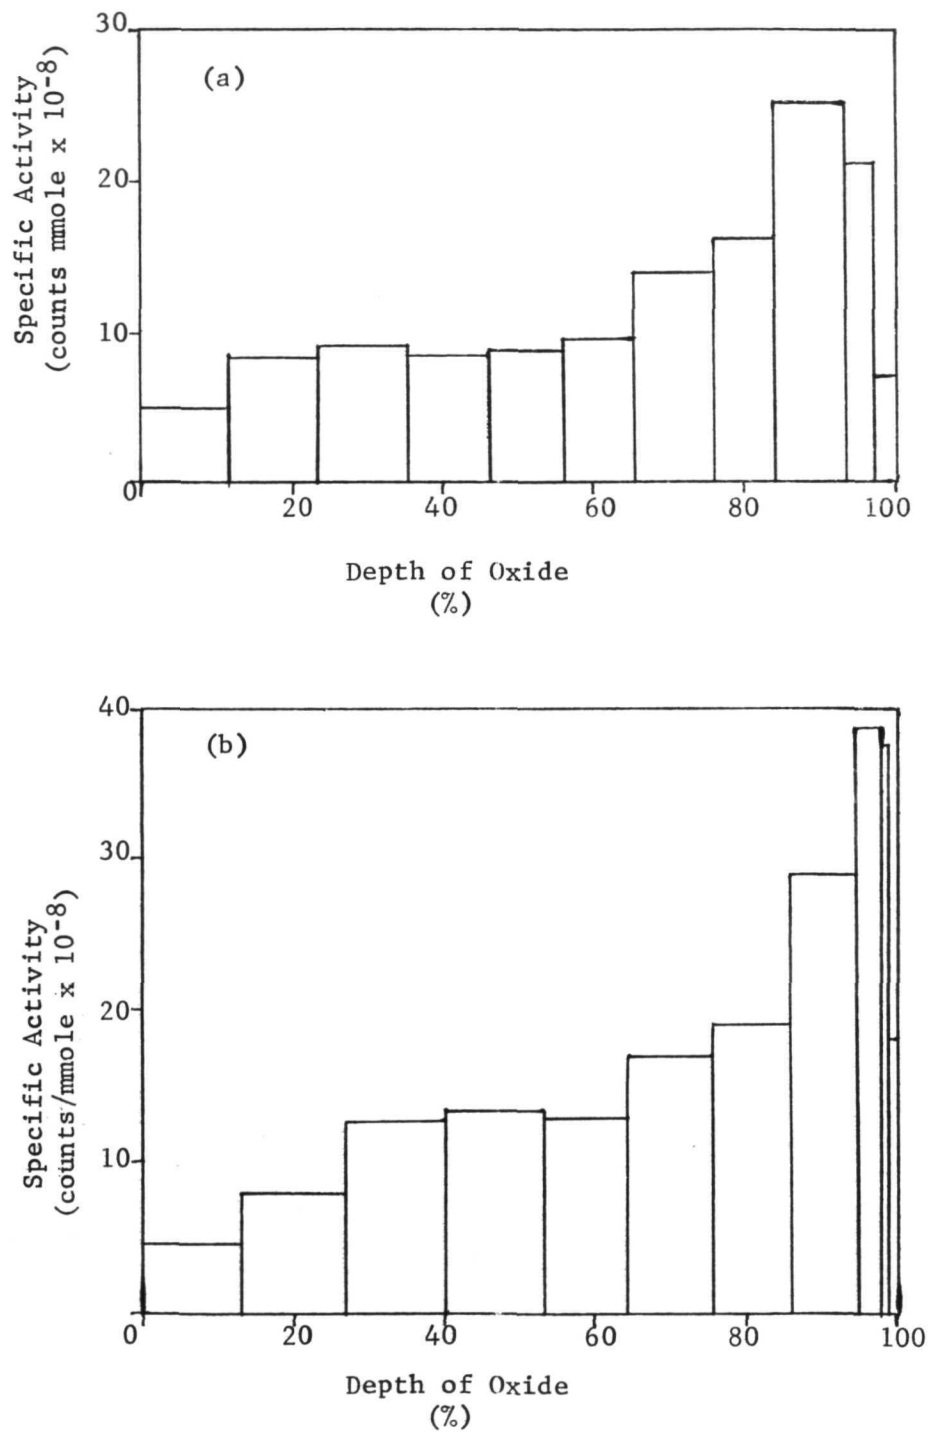 30
(a)
20
10
0
20
40
60
80
100
Specific Activity
(counts mmole x 10-8)
Depth of Oxide
(%)
40
(b)
30
20
10
0
20
40
60
80
100
Specific Activity
(counts/mmole x 10-8)
Depth of Oxide
(%)